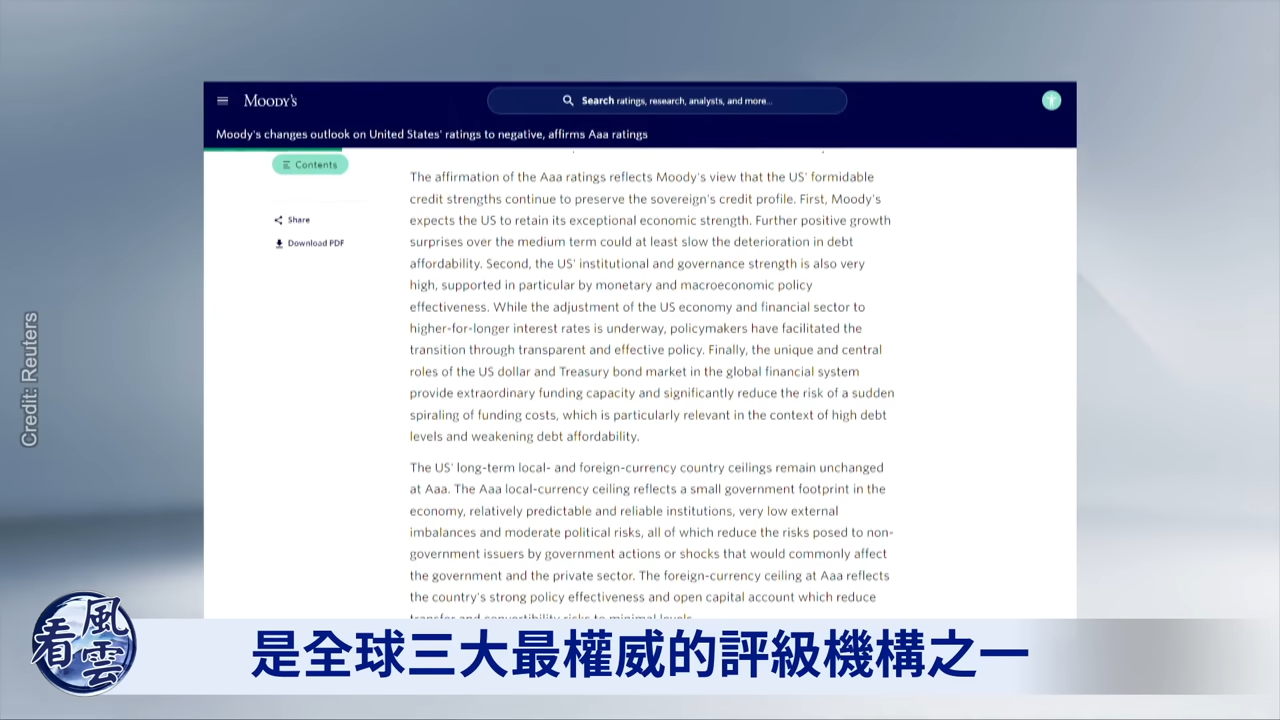 MOODY'S
Search ratings, research, analysts, and more...
Moody's changes outlook on United States' ratings to negative, affirms Aaa ratings
Contents
Share
Download PDF
The affirmation of the Aaa ratings reflects Moody's view that the US' formidable
credit strengths continue to preserve the sovereign's credit profile. First, Moody's
expects the US to retain its exceptional economic strength. Further positive growth
surprises over the medium term could at least slow the deterioration in debt
affordability. Second, the US' institutional and governance strength is also very
high, supported in particular by monetary and macroeconomic policy
effectiveness. While the adjustment of the US economy and financial sector to
higher-for-longer interest rates is underway, policymakers have facilitated the
transition through transparent and effective policy. Finally, the unique and central
roles of the US dollar and Treasury bond market in the global financial system
provide extraordinary funding capacity and significantly reduce the risk of a sudden
spiraling of funding costs, which is particularly relevant in the context of high debt
levels and weakening debt affordability.
The US' long-term local- and foreign-currency country ceilings remain unchanged
at Aaa. The Aaa local-currency ceiling reflects a small government footprint in the
economy, relatively predictable and reliable institutions, very low external
imbalances and moderate political risks, all of which reduce the risks posed to non-
government issuers by government actions or shocks that would commonly affect
the government and the private sector. The foreign-currency ceiling at Aaa reflects
the country's strong policy effectiveness and open capital account which reduce
transfer and convertibility risks to minimal levels.
Credit: Reuters
風雲
看
是全球三大最權威的評級機構之一